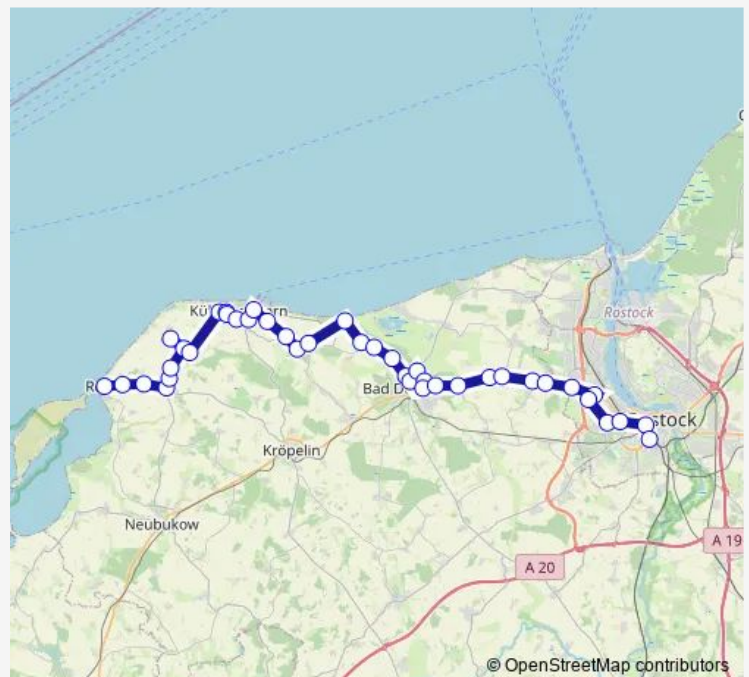 Rostock
Neubukow
Kröpelin
Bad D
stock
A 19
A 20
© OpenStreetMap contributors